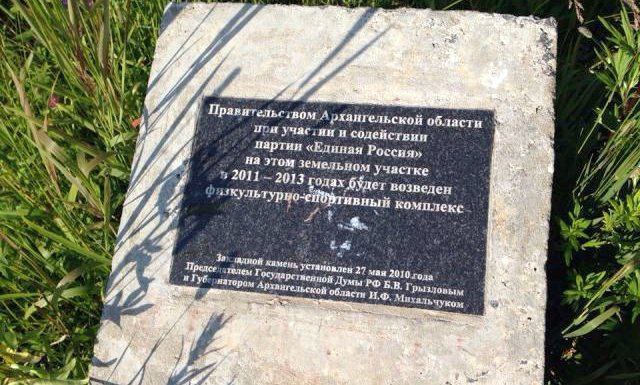 Правительством Архангельской области
при участии и содействии
партии «Единая Россия»
на этом земельном участке
в 2011 – 2013 годах будет возведен
физкультурно-спортивный комплекс
Закладной камень установлен 27 мая 2010.года
Председателем Государственной Думы РФ Б.В. Грызловым
и Губернатором Архангельской области И.Ф. Михальчуком